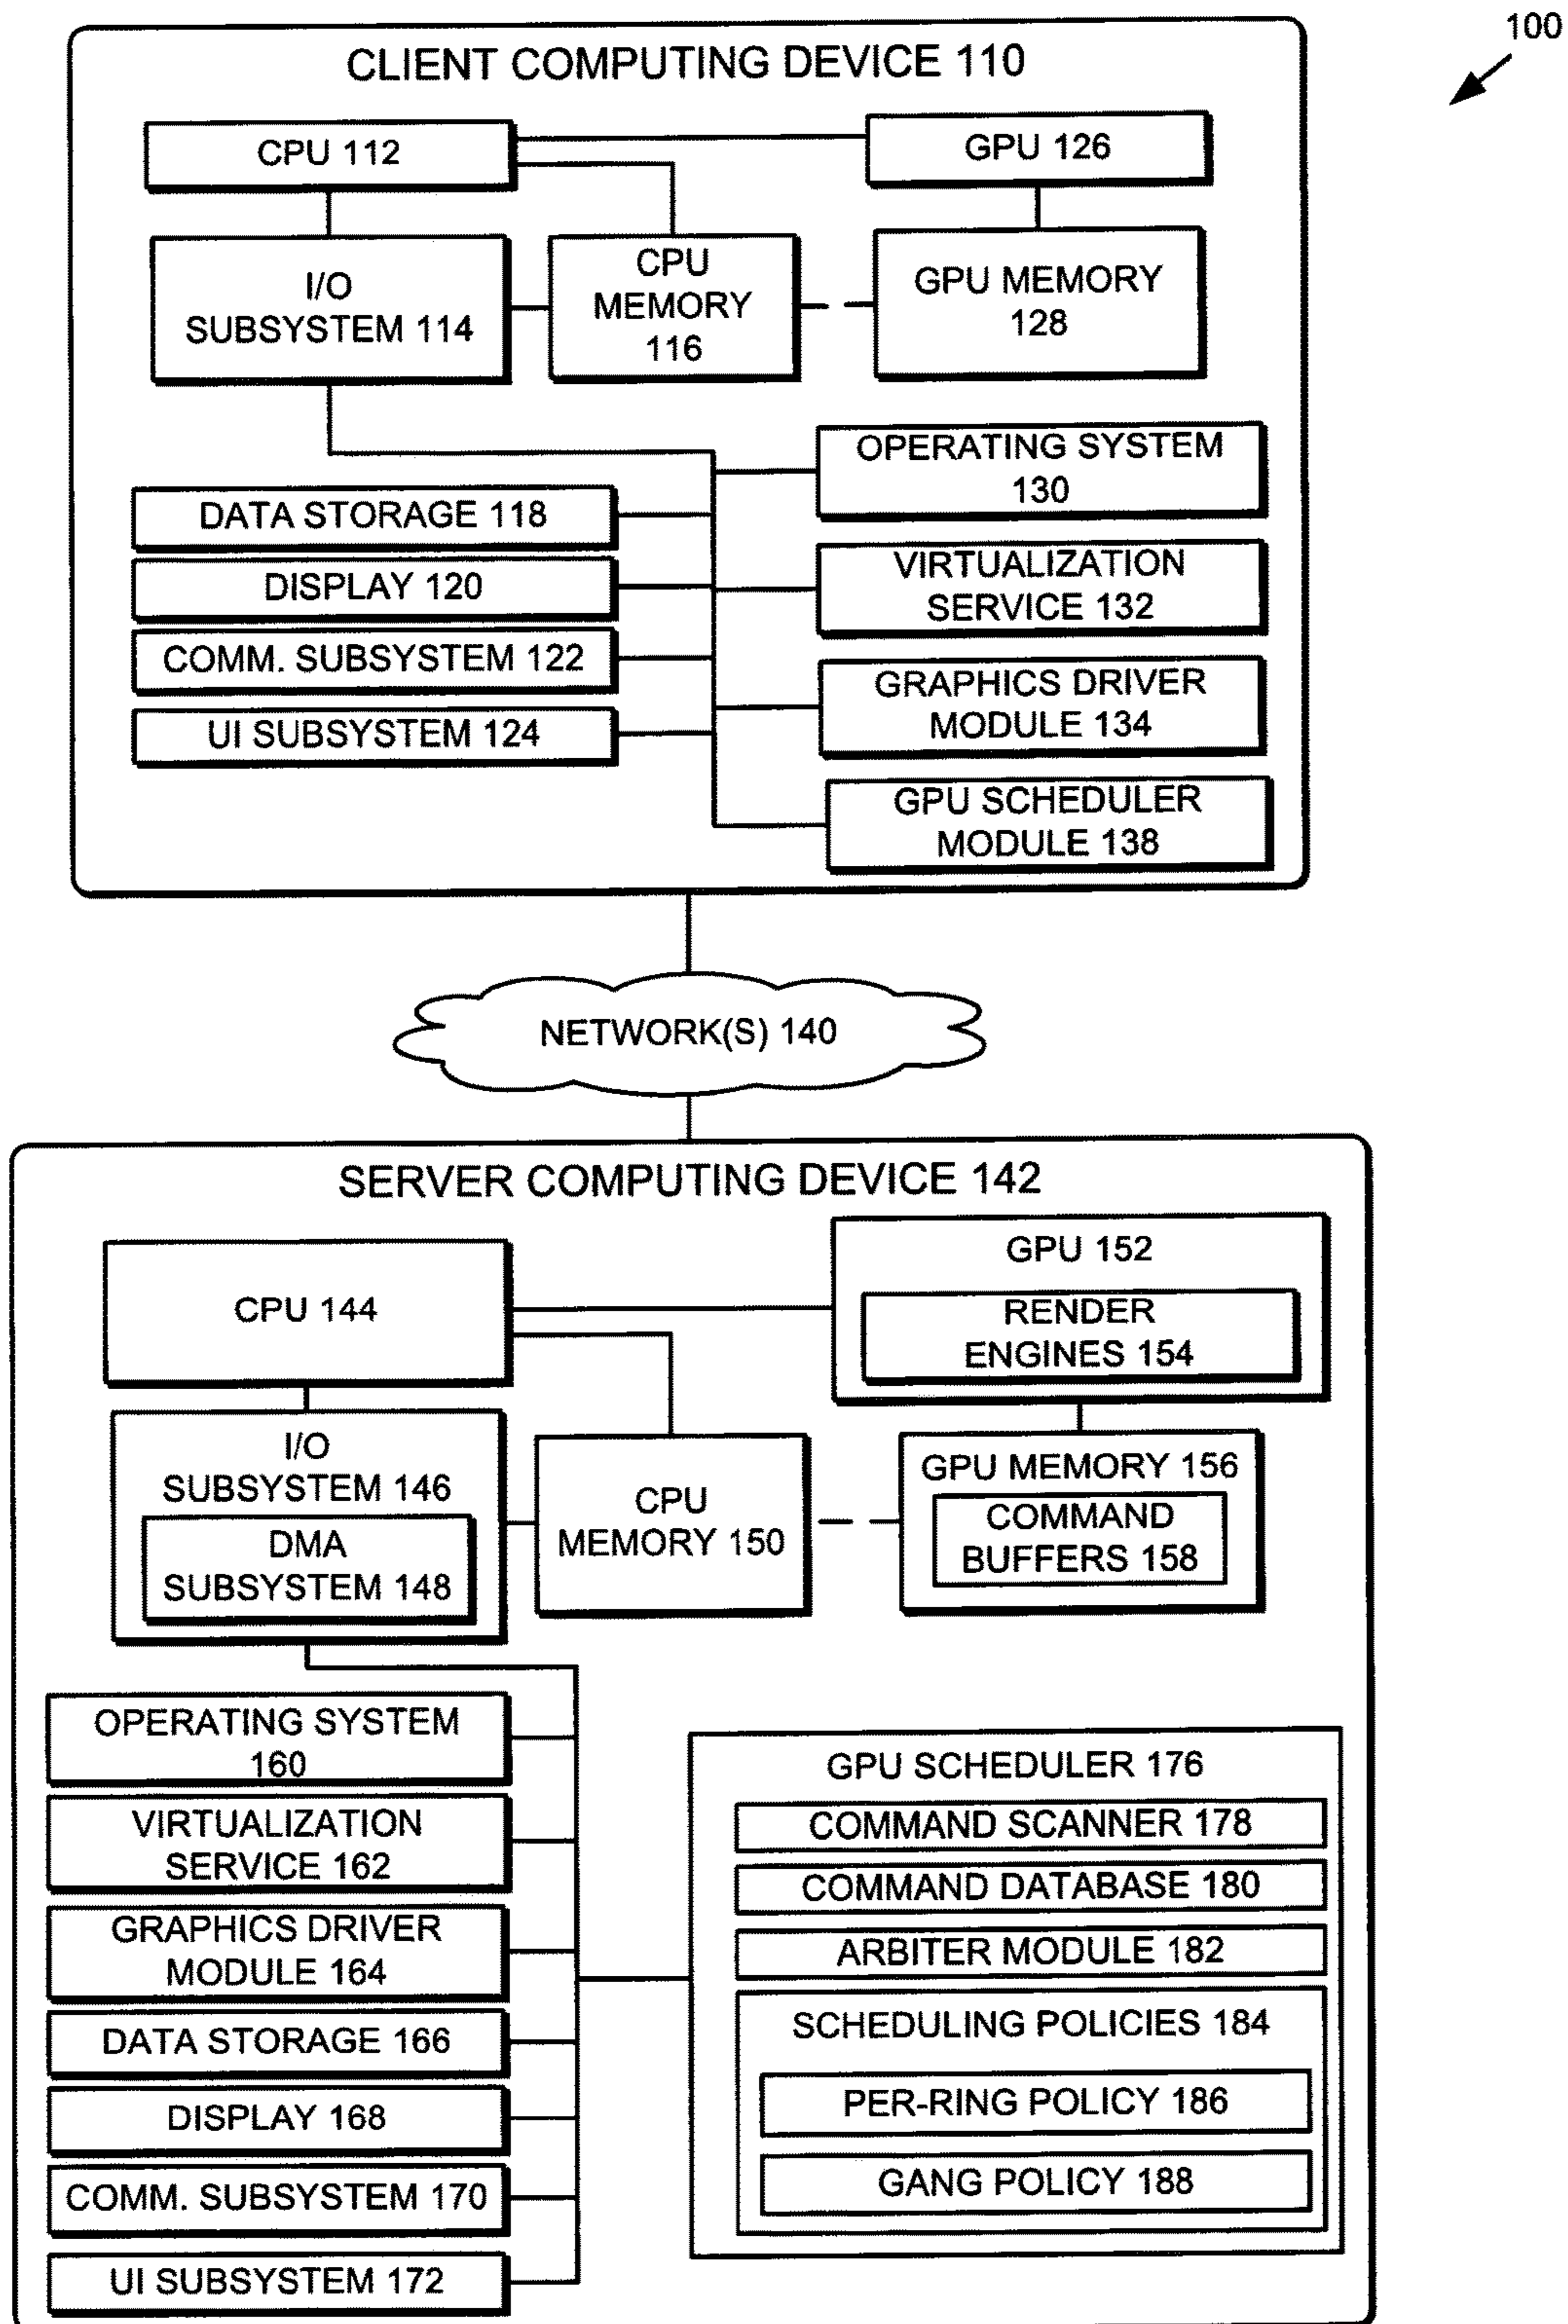 100
CLIENT COMPUTING DEVICE 110
CPU 112
GPU 126
I/O
SUBSYSTEM 114
CPU
MEMORY
116
GPU MEMORY
128
OPERATING SYSTEM
130
DATA STORAGE 118
VIRTUALIZATION
SERVICE 132
DISPLAY 120
COMM. SUBSYSTEM 122
GRAPHICS DRIVER
MODULE 134
UI SUBSYSTEM 124
GPU SCHEDULER
MODULE 138
NETWORK(S) 140
SERVER COMPUTING DEVICE 142
CPU 144
GPU 152
RENDER
ENGINES 154
I/O
SUBSYSTEM 146
DMA
SUBSYSTEM 148
CPU
MEMORY 150
GPU MEMORY 156
COMMAND
BUFFERS 158
OPERATING SYSTEM
160
VIRTUALIZATION
SERVICE 162
GRAPHICS DRIVER
MODULE 164
DATA STORAGE 166
DISPLAY 168
COMM. SUBSYSTEM 170
UI SUBSYSTEM 172
GPU SCHEDULER 176
COMMAND SCANNER 178
COMMAND DATABASE 180
ARBITER MODULE 182
SCHEDULING POLICIES 184
PER-RING POLICY 186
GANG POLICY 188